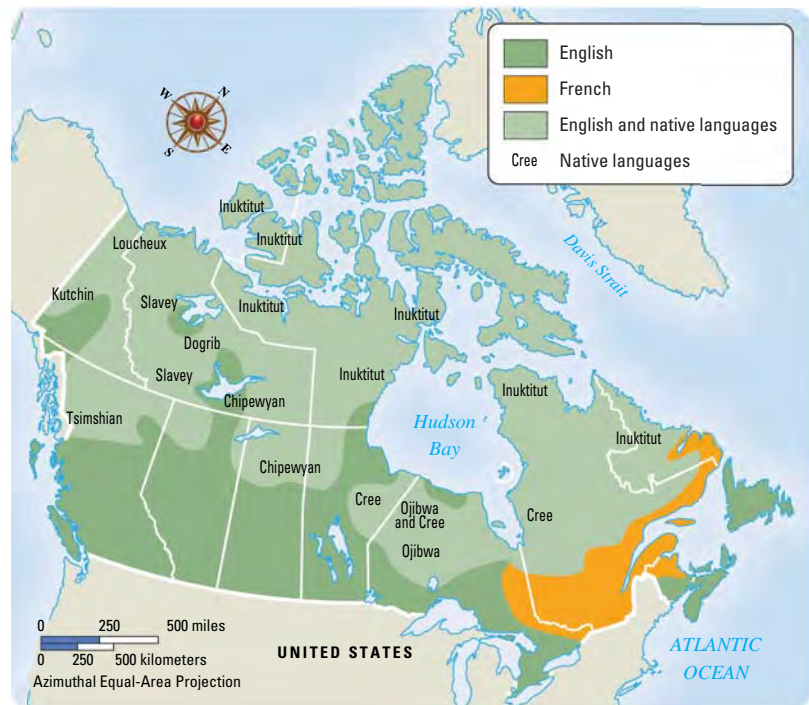 English
French
English and native languages
Cree Native languages
N
W
E
S
Davis Strait
Inuktitut
Inuktitut
Loucheux
Kutchin
Slavey
Inuktitut
Inuktitut
Dogrib
Slavey
Inuktitut
Inuktitut
Chipewyan
Tsimshian
Hudson
Bay
Inuktitut
Chipewyan
Cree
Ojibwa
and Cree
Cree
Ojibwa
0 250 500 miles
0 250 500 kilometers
Azimuthal Equal-Area Projection
UNITED STATES
ATLANTIC
OCEAN